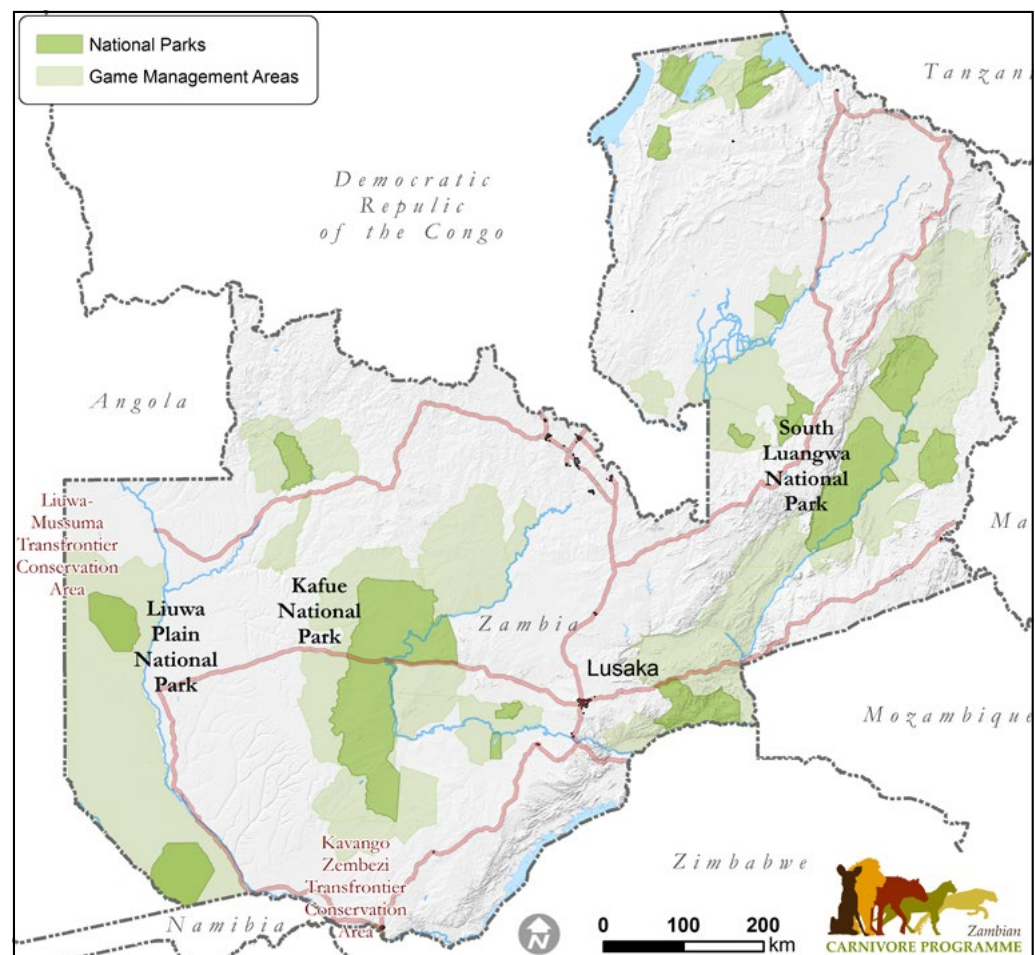 National Parks
Game Management Areas
Tanzani
Democratic
Repulic
of the Congo
Angola
South
Luangwa
National
Park
Liuwa-
Mussuma
Transfrontier
Conservation
Area
Ma
Kafue
National
Park
Liuwa
Plain
National
Park
Zambia
Lusaka
Mozambique
Kavango
Zembezi
Transfrontier
Conservation
Area
Zimbabwe
Namibia
N
0 100 200
km
Zambian
CARNIVORE PROGRAMME